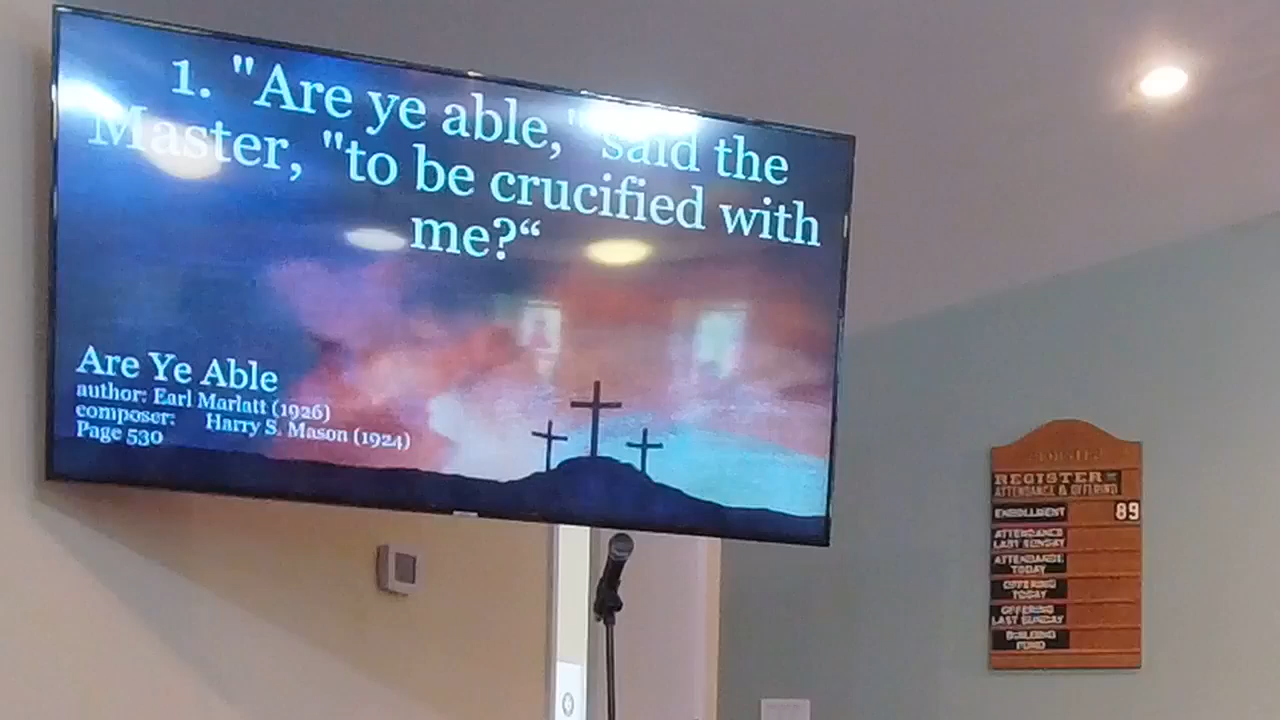 1. "Are ye able," said the
Master, "to be crucified with
me?“
Are Ye Able
author: Earl Marlatt (1926)
composer: Harry S. Mason (1924)
Page 530
REGISTER
ATTENDANCE & OFFERING
ENROLLMENT 89
ATTENDANCE
LAST SUNDAY
ATTENDANCE
TODAY
OFFERING
TODAY
OFFERING
LAST SUNDAY
BUILDING
FUND